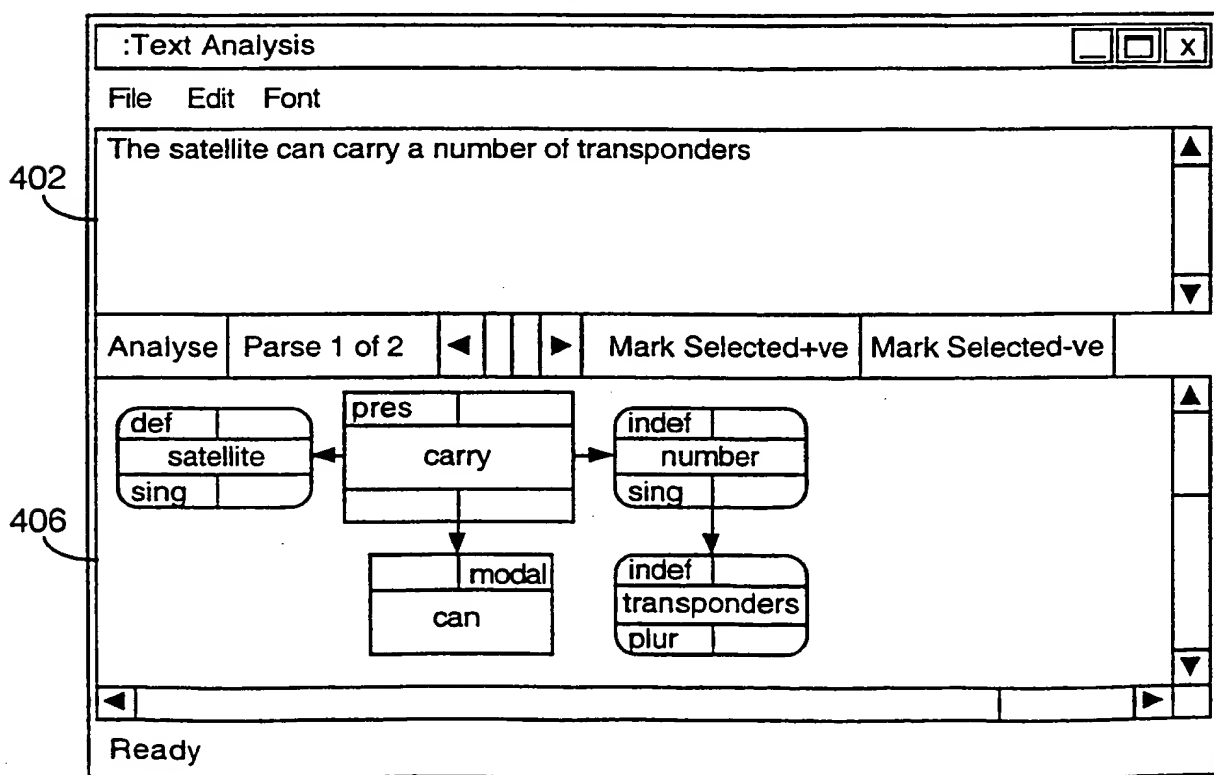 :Text Analysis
_ X
File Edit Font
The satellite can carry a number of transponders
402
Analyse Parse 1 of 2 Mark Selected+ve Mark Selected-ve
def pres indef
satellite carry number
sing sing
406
modal indef
can transponders
plur
Ready